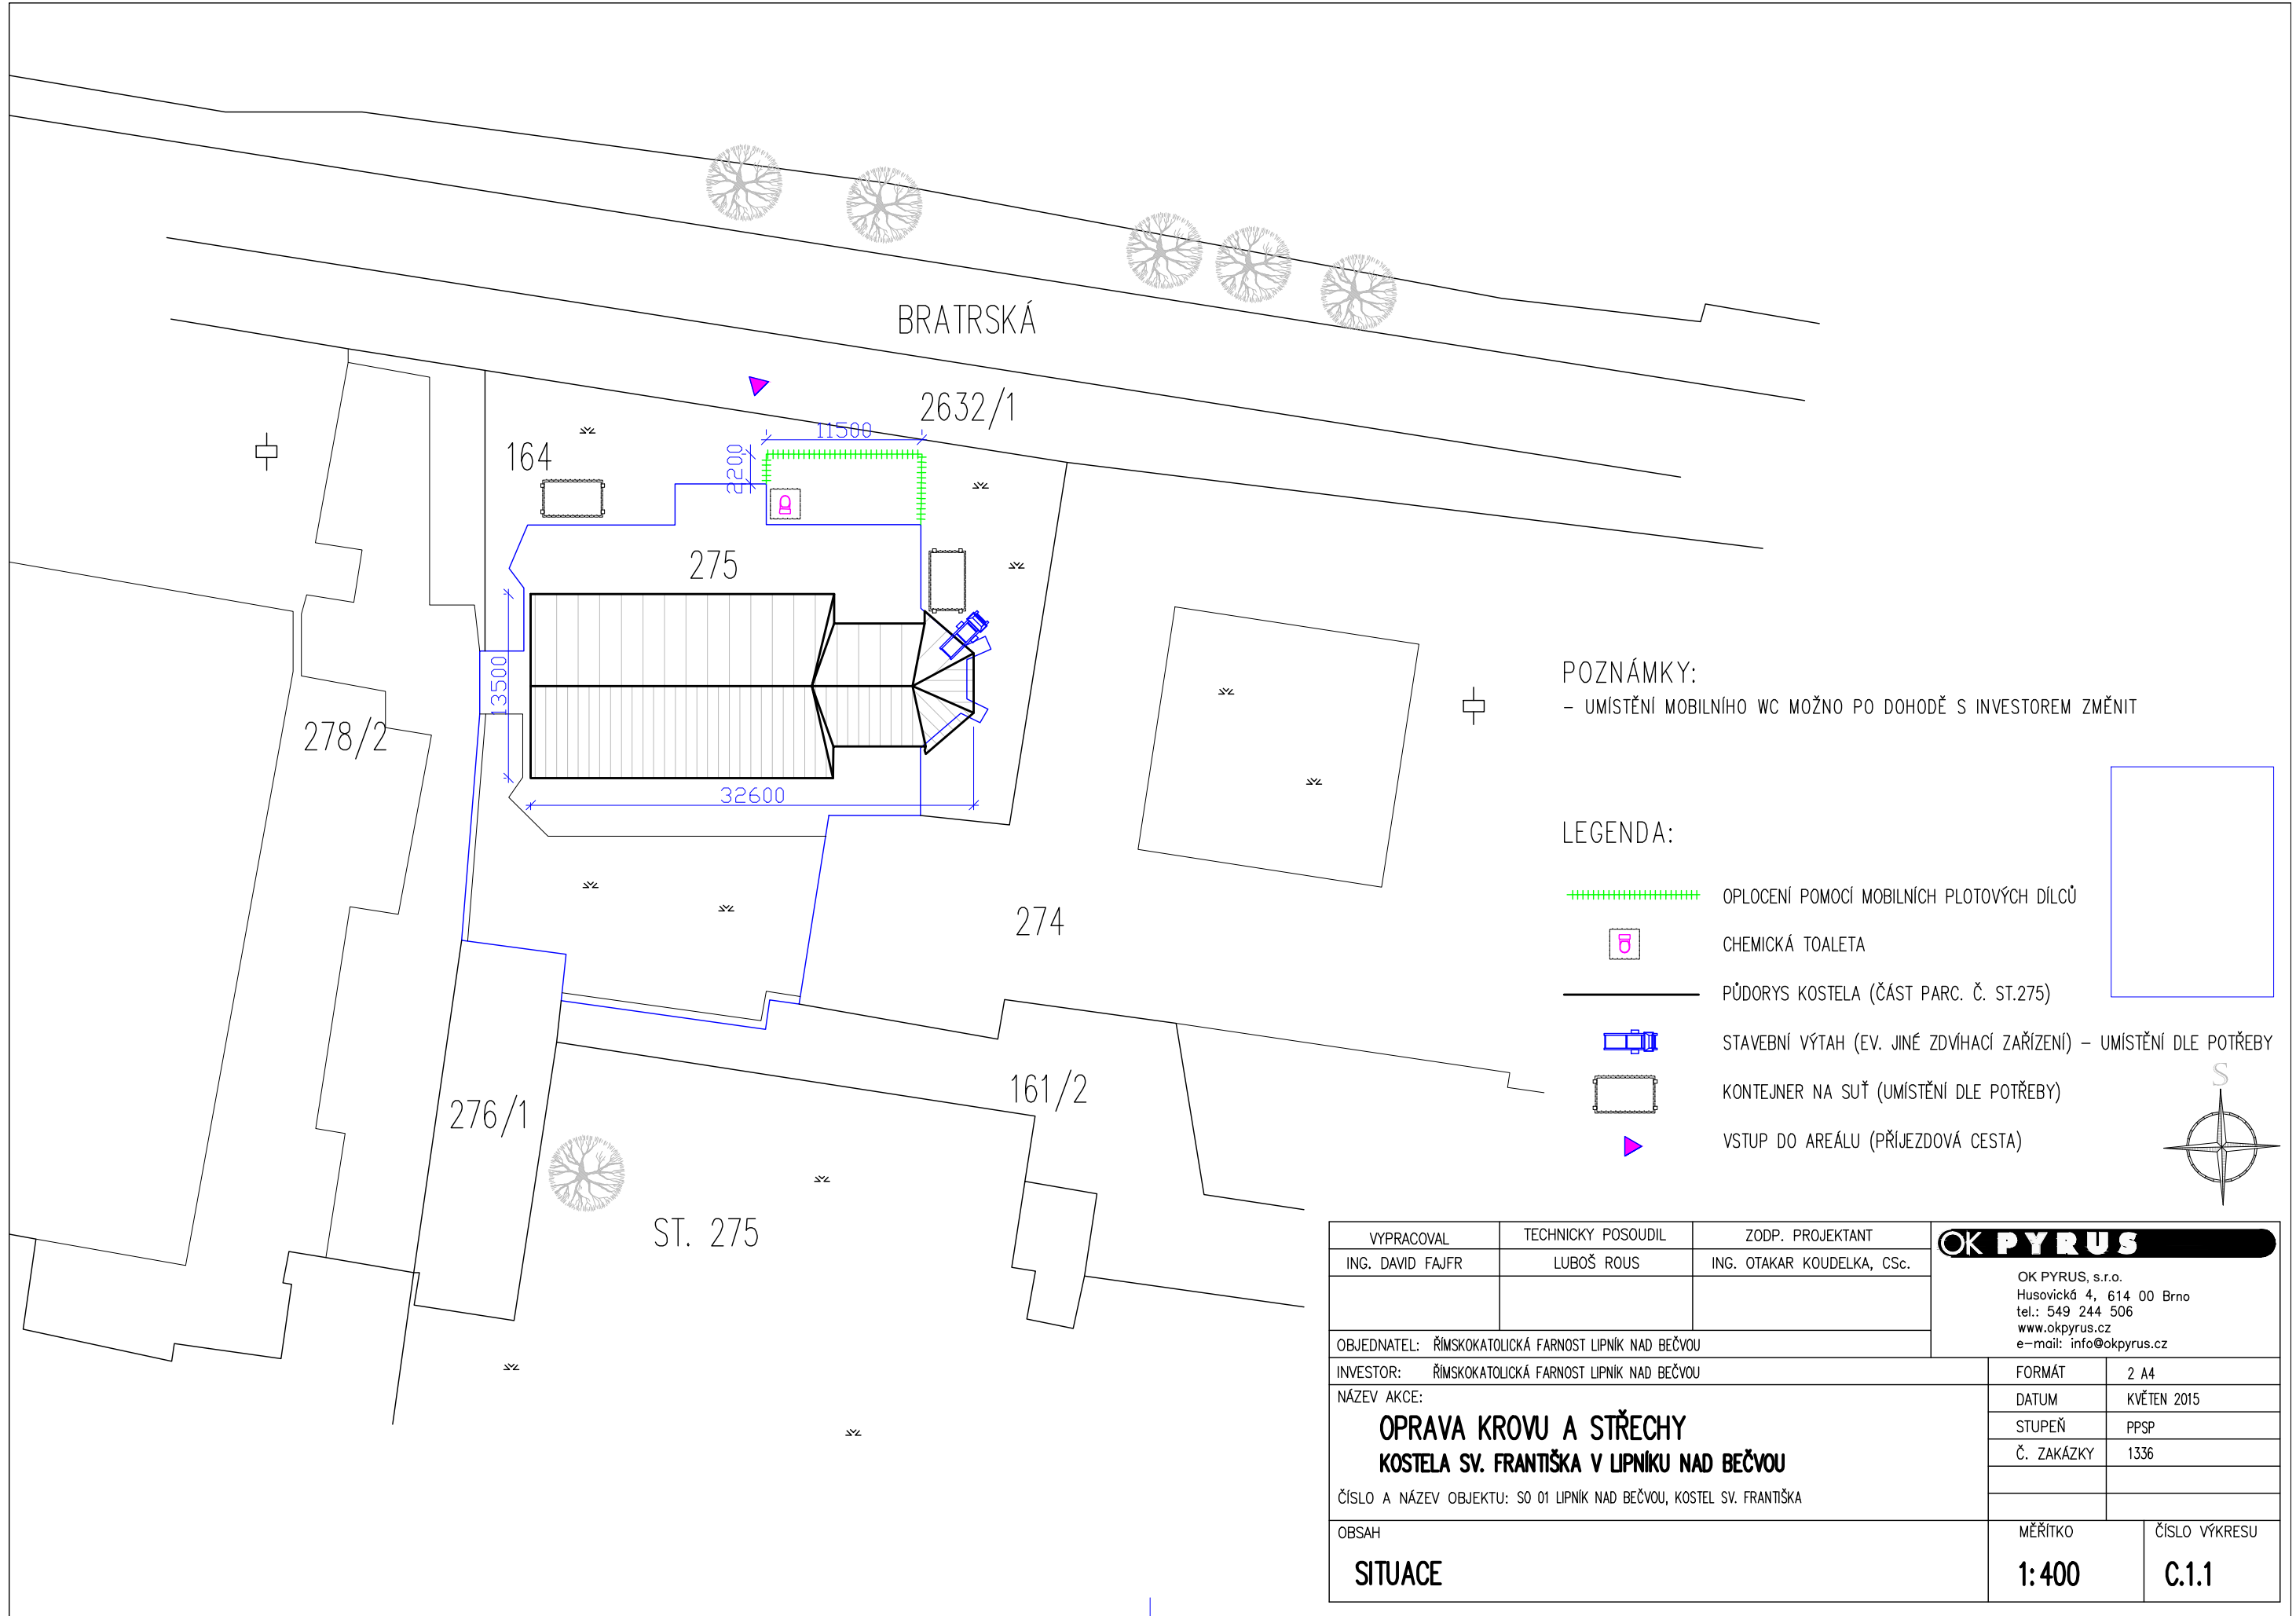 BRATRSKÁ
2632/1
11500
2200
164
275
13500
278/2
32600
274
276/1
161/2
ST. 275
POZNÁMKY:
– UMÍSTĚNÍ MOBILNÍHO WC MOŽNO PO DOHODĚ S INVESTOREM ZMĚNIT
LEGENDA:
OPLOCENÍ POMOCÍ MOBILNÍCH PLOTOVÝCH DÍLCŮ
CHEMICKÁ TOALETA
PŮDORYS KOSTELA (ČÁST PARC. Č. ST.275)
STAVEBNÍ VÝTAH (EV. JINÉ ZDVÍHACÍ ZAŘÍZENÍ) – UMÍSTĚNÍ DLE POTŘEBY
KONTEJNER NA SUŤ (UMÍSTĚNÍ DLE POTŘEBY)
VSTUP DO AREÁLU (PŘÍJEZDOVÁ CESTA)
S
VYPRACOVAL
TECHNICKY POSOUDIL
ZODP. PROJEKTANT
ING. DAVID FAJFR
LUBOŠ ROUS
ING. OTAKAR KOUDELKA, CSc.
OK PYRUS
OK PYRUS, s.r.o.
Husovická 4, 614 00 Brno
tel.: 549 244 506
www.okpyrus.cz
e-mail: info@okpyrus.cz
OBJEDNATEL: ŘÍMSKOKATOLICKÁ FARNOST LIPNÍK NAD BEČVOU
INVESTOR: ŘÍMSKOKATOLICKÁ FARNOST LIPNÍK NAD BEČVOU
NÁZEV AKCE:
OPRAVA KROVU A STŘECHY
KOSTELA SV. FRANTIŠKA V LIPNÍKU NAD BEČVOU
ČÍSLO A NÁZEV OBJEKTU: SO 01 LIPNÍK NAD BEČVOU, KOSTEL SV. FRANTIŠKA
FORMÁT 2 A4
DATUM KVĚTEN 2015
STUPEŇ PPSP
Č. ZAKÁZKY 1336
OBSAH
SITUACE
MĚŘÍTKO
1:400
ČÍSLO VÝKRESU
C.1.1